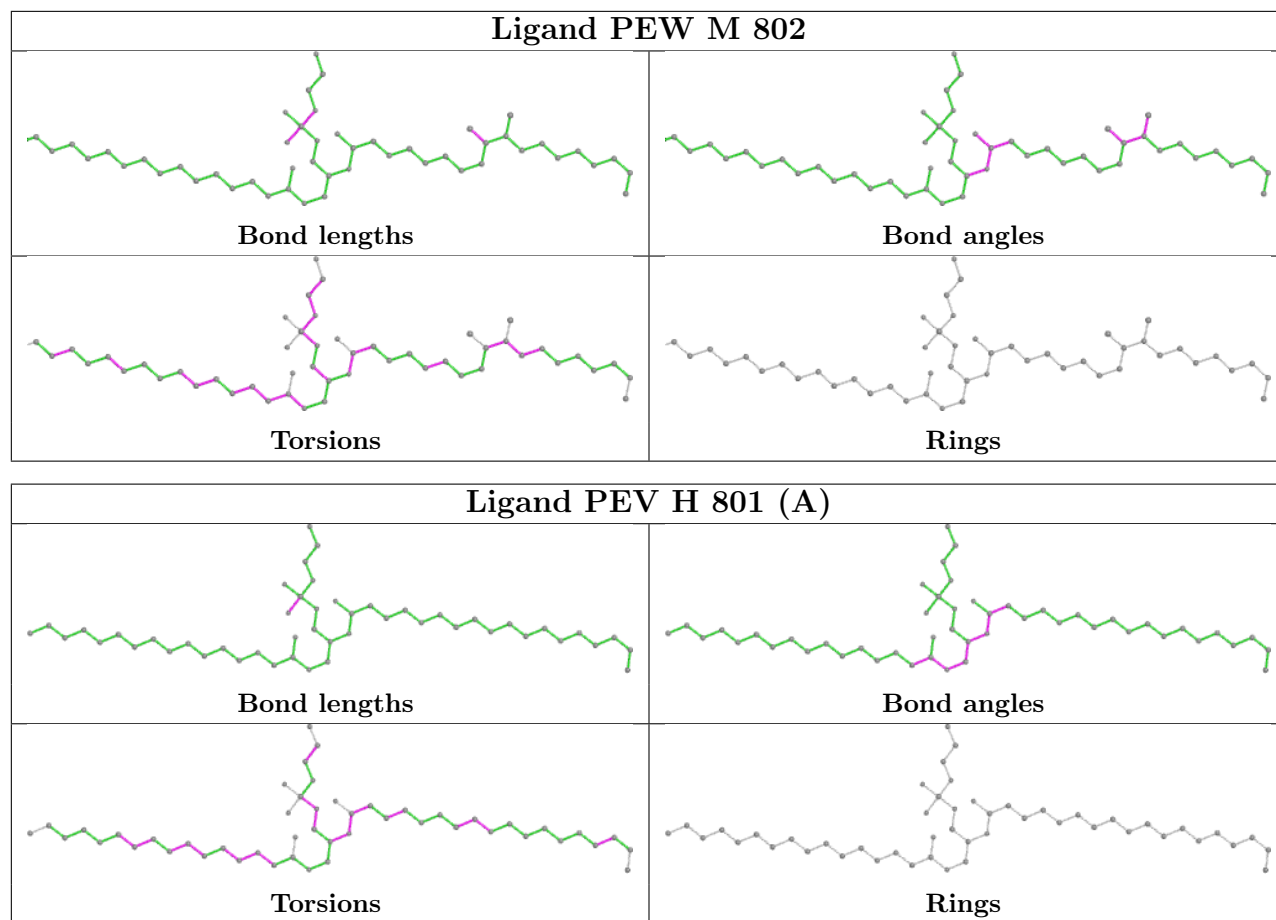 Ligand PEW M 802
Bond lengths
Bond angles
Torsions
Rings
Ligand PEV H 801 (A)
Bond lengths
Bond angles
Torsions
Rings